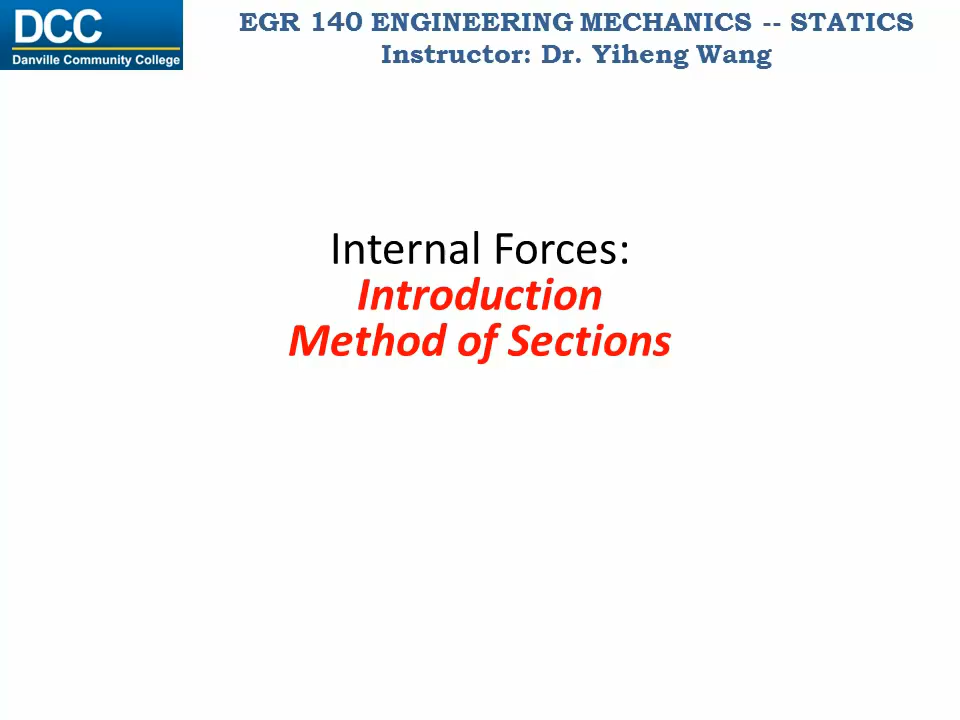 DCC
Danville Community College
EGR 140 ENGINEERING MECHANICS -- STATICS
Instructor: Dr. Yiheng Wang
Internal Forces:
Introduction
Method of Sections